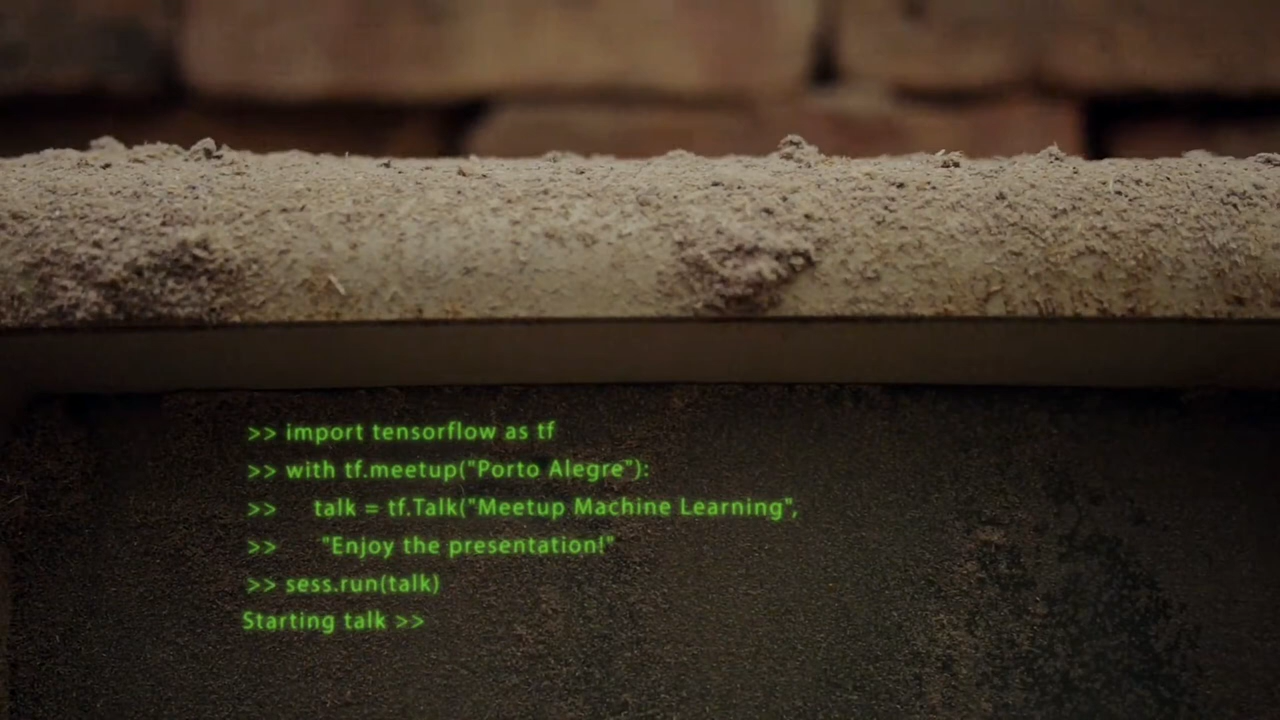 >> import tensorflow as tf
>> with tf.meetup("Porto Alegre"):
>>     talk = tf.Talk("Meetup Machine Learning",
>>      "Enjoy the presentation!"
>> sess.run(talk)
Starting talk >>